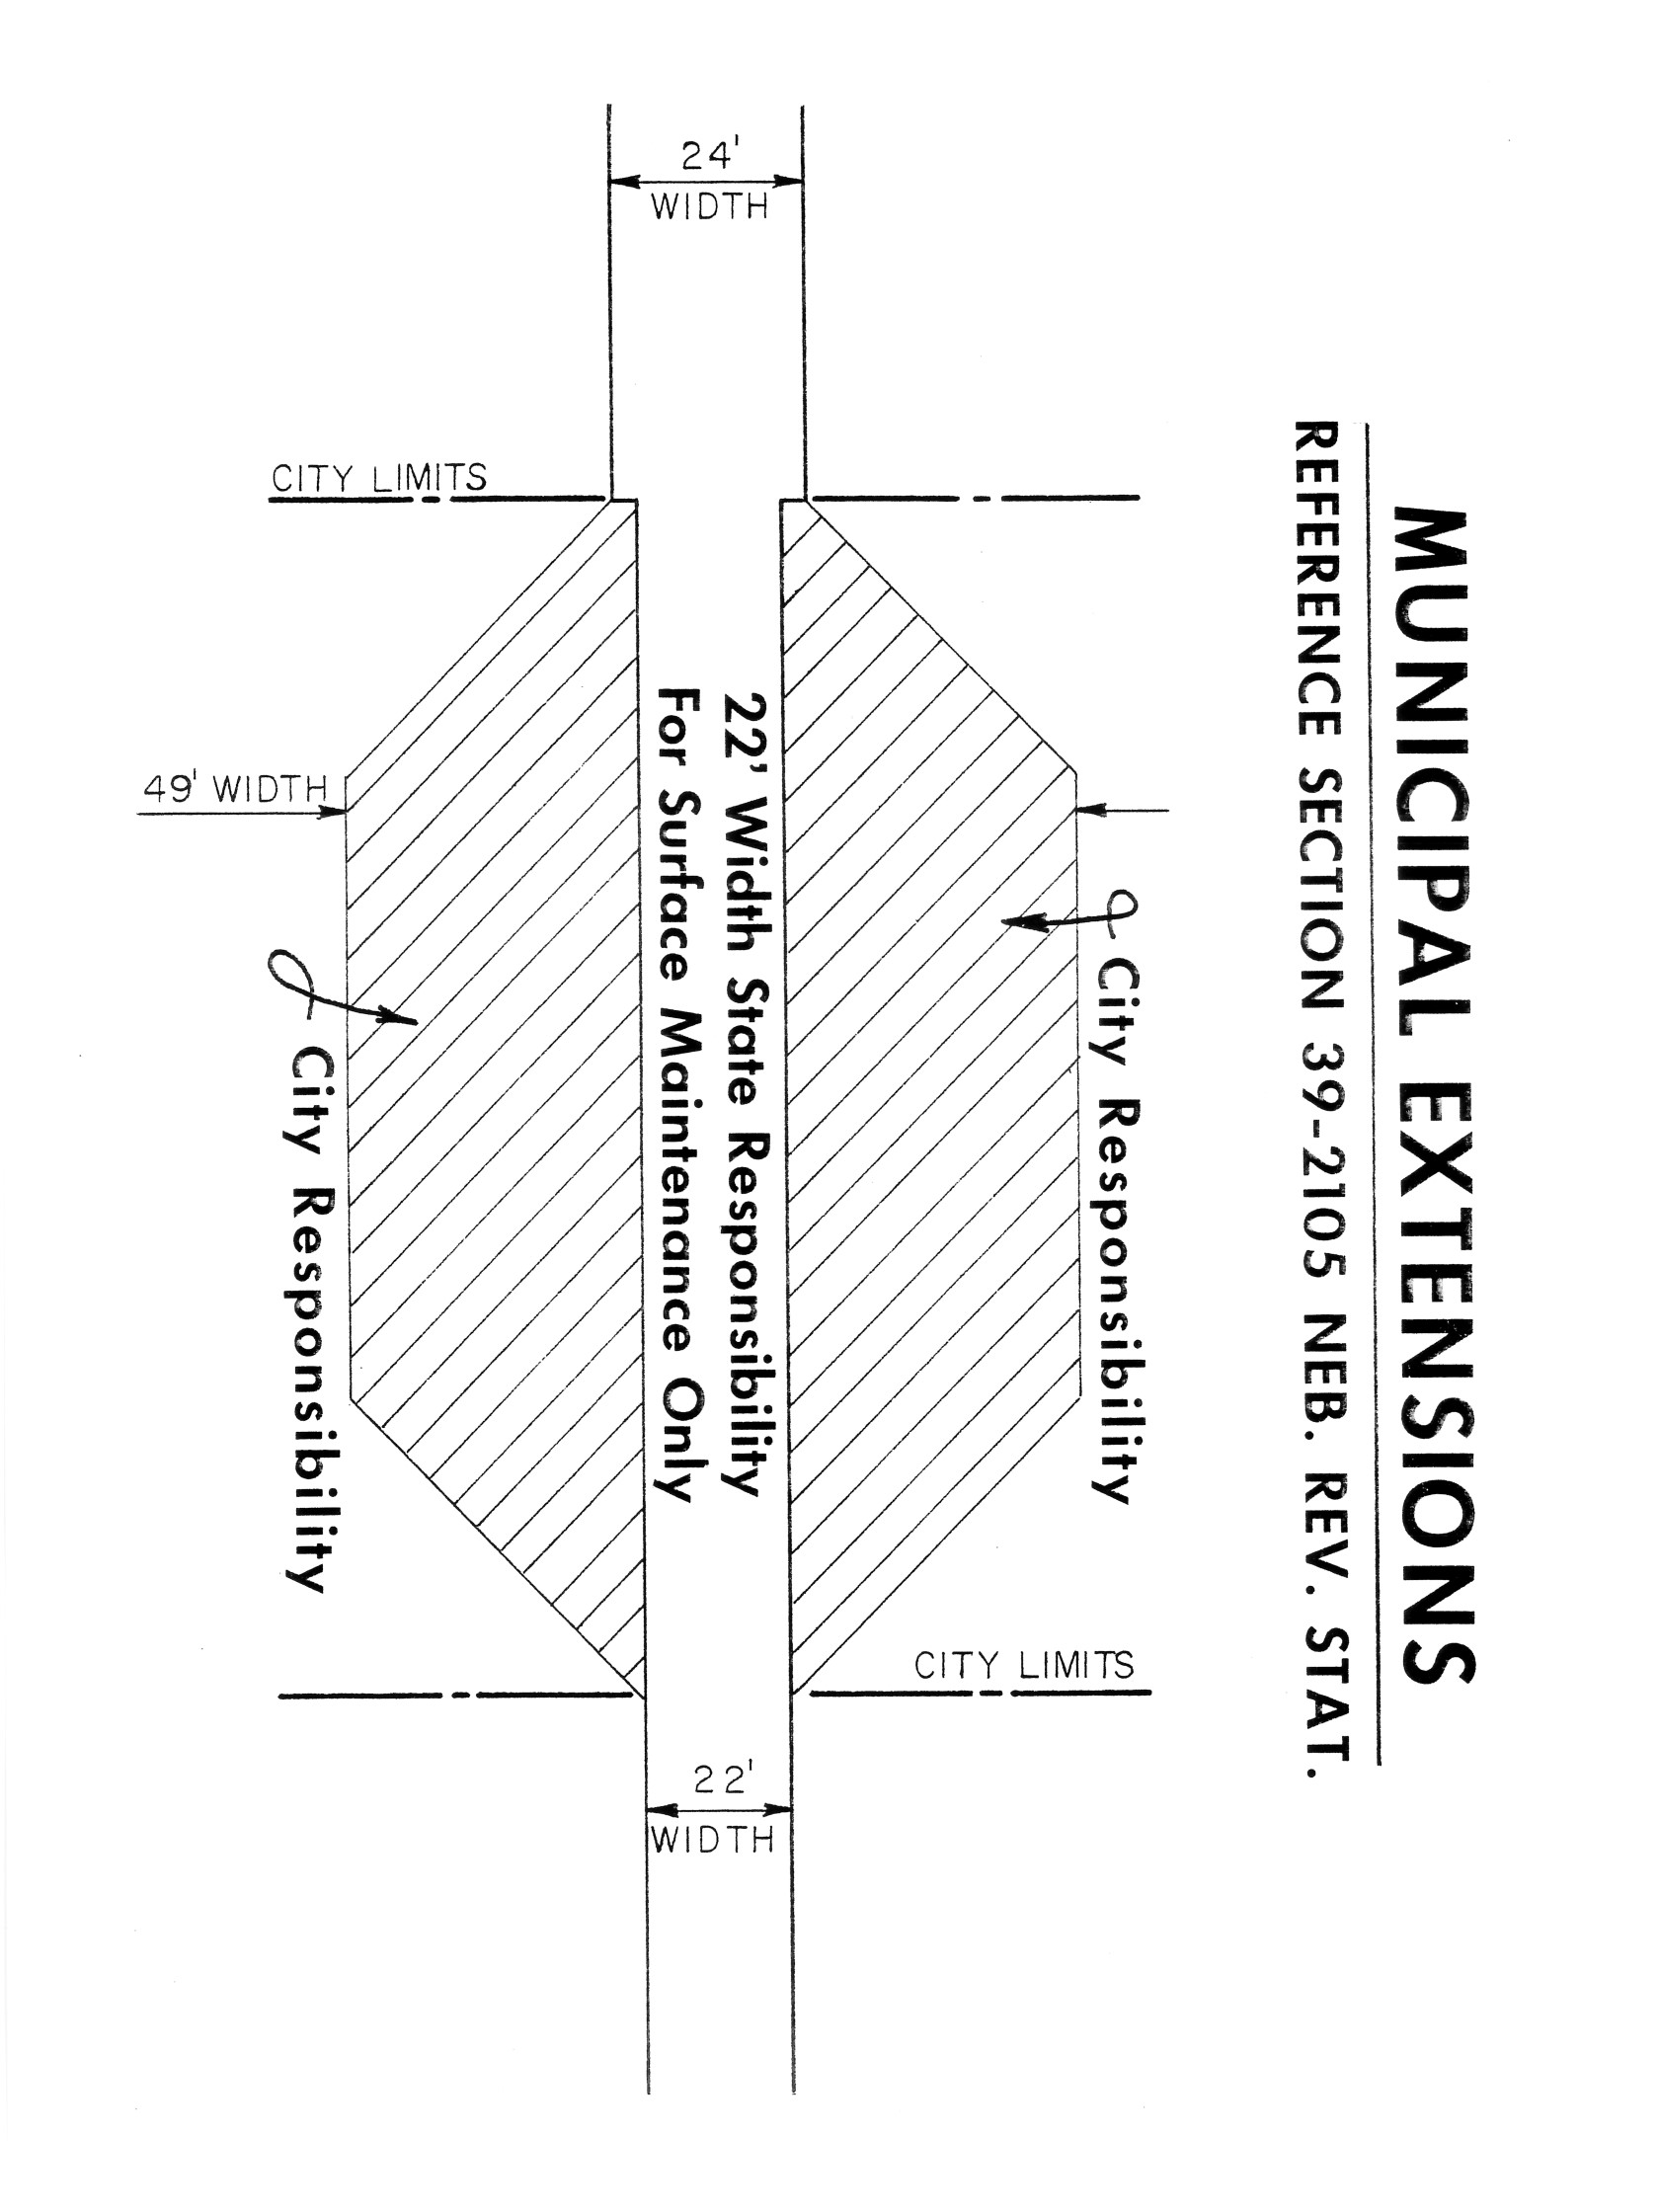 MUNICIPAL EXTENSIONS
REFERENCE SECTION 39-2105 NEB. REV. STAT.
24'
WIDTH
CITY LIMITS
49' WIDTH
City Responsibility
22' Width State Responsibility
For Surface Maintenance Only
City Responsibility
CITY LIMITS
22'
WIDTH